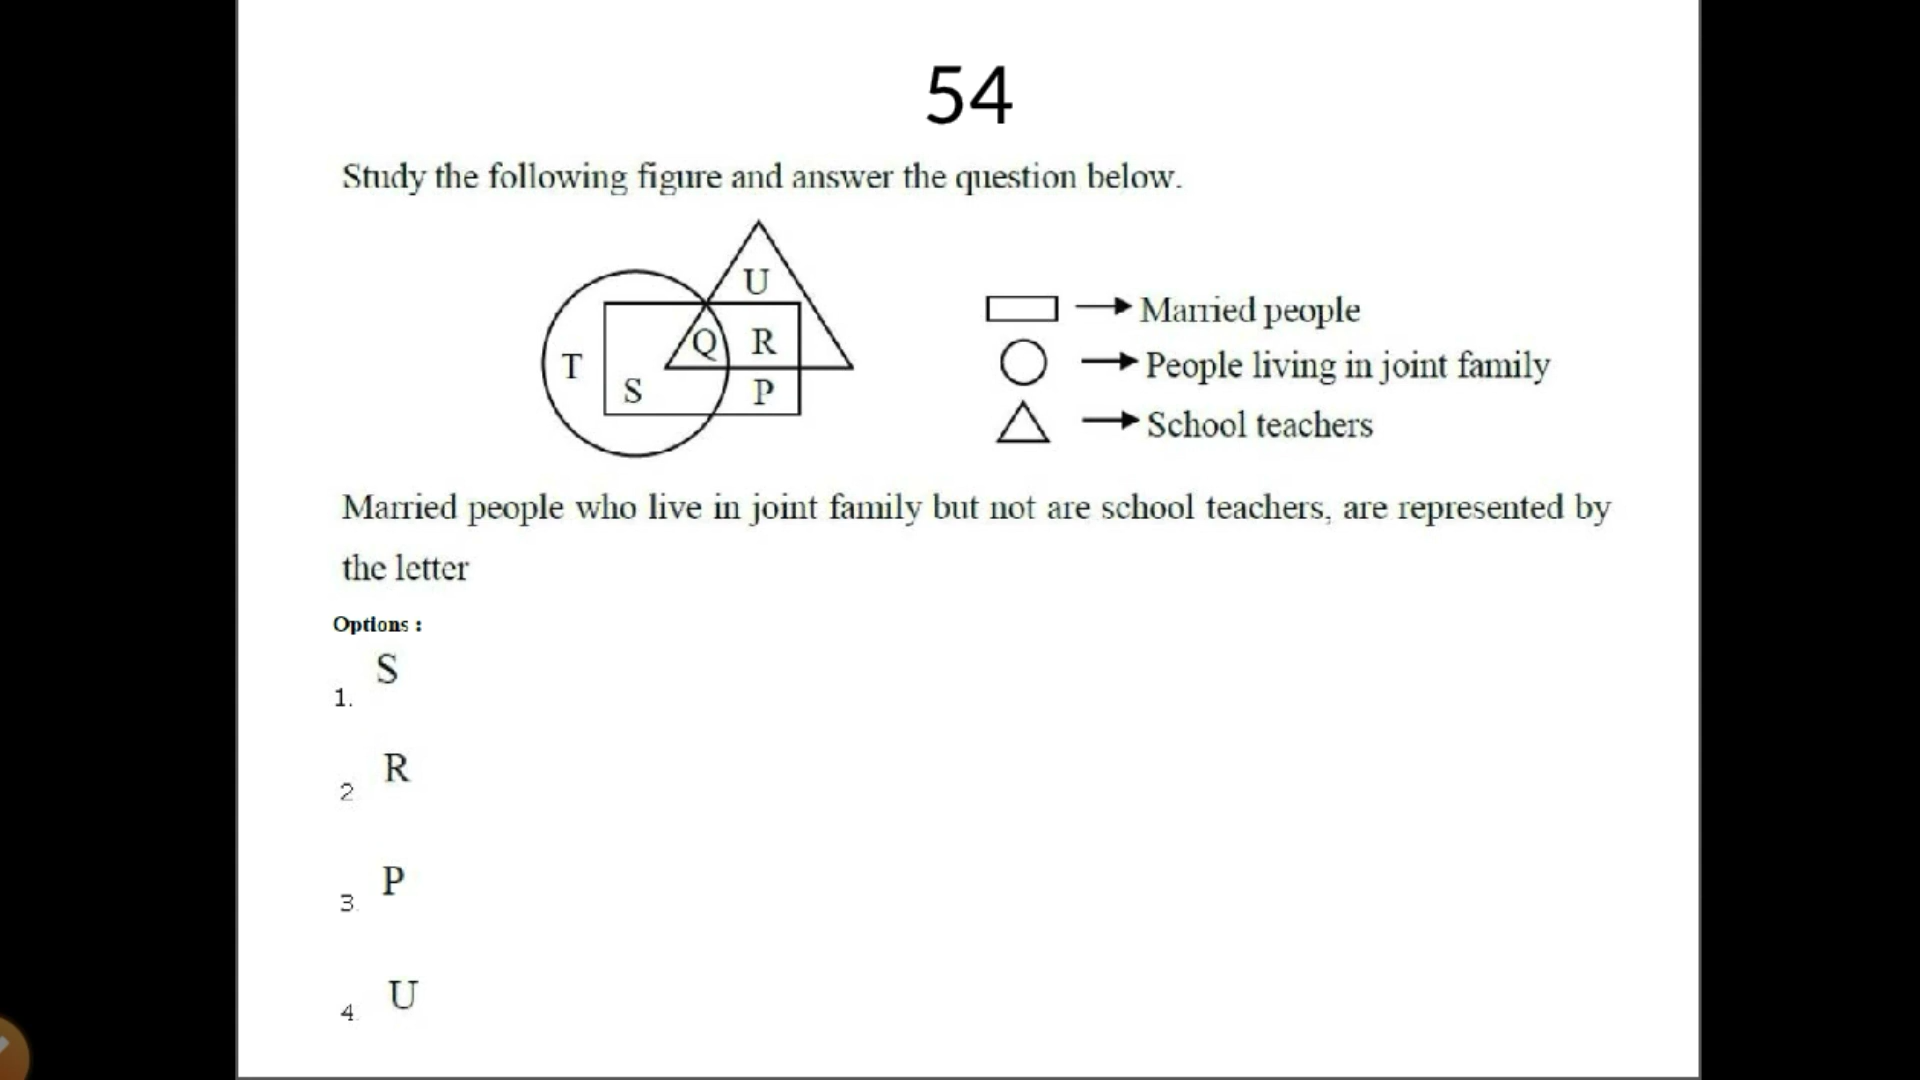 54
Study the following figure and answer the question below.
U
Q R
T
S P
Married people
People living in joint family
School teachers
Married people who live in joint family but not are school teachers, are represented by
the letter
Options :
S
1.
R
2
P
3.
U
4